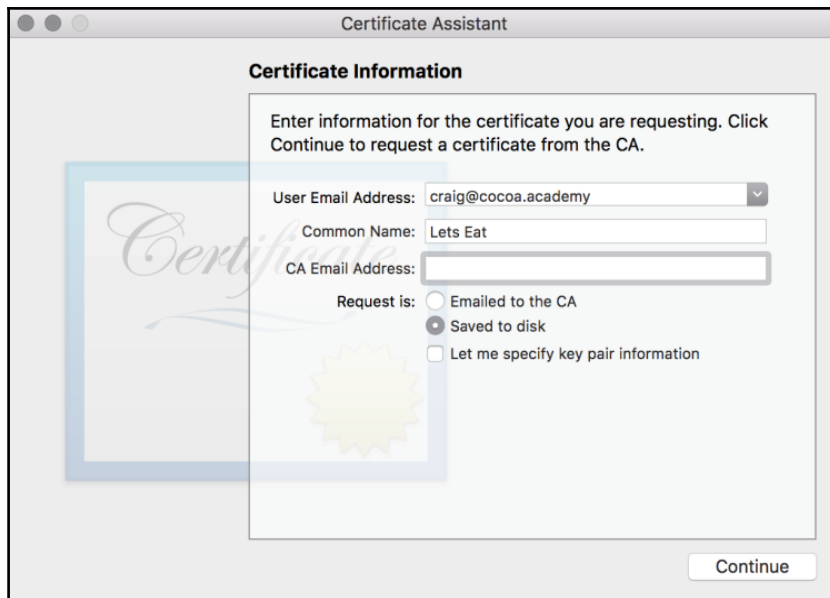 Certificate Assistant
Certificate Information
Enter information for the certificate you are requesting. Click
Continue to request a certificate from the CA.
Certificate
User Email Address: craig@cocoa.academy
Common Name: Lets Eat
CA Email Address:
Request is: Emailed to the CA
Saved to disk
Let me specify key pair information
Continue